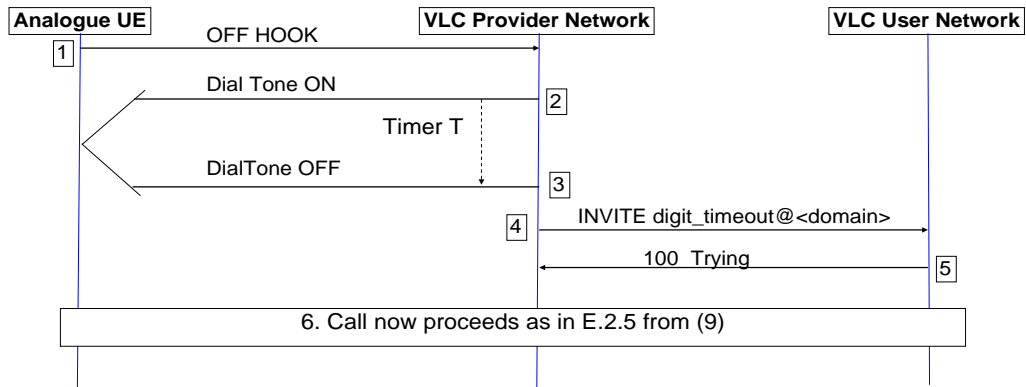 Analogue UE
VLC Provider Network
VLC User Network
OFF HOOK
1
Dial Tone ON
2
Timer T
DialTone OFF
3
INVITE digit_timeout@<domain>
4
100 Trying
5
6. Call now proceeds as in E.2.5 from (9)